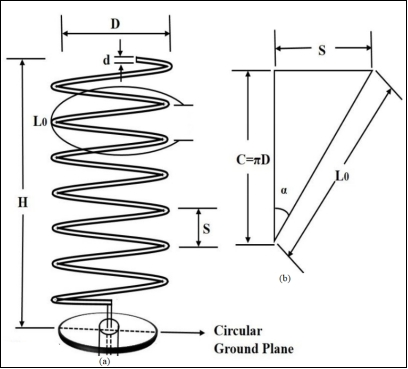 D
d
S
L0
C=πD
L0
α
H
S
(b)
Circular
Ground Plane
(a)